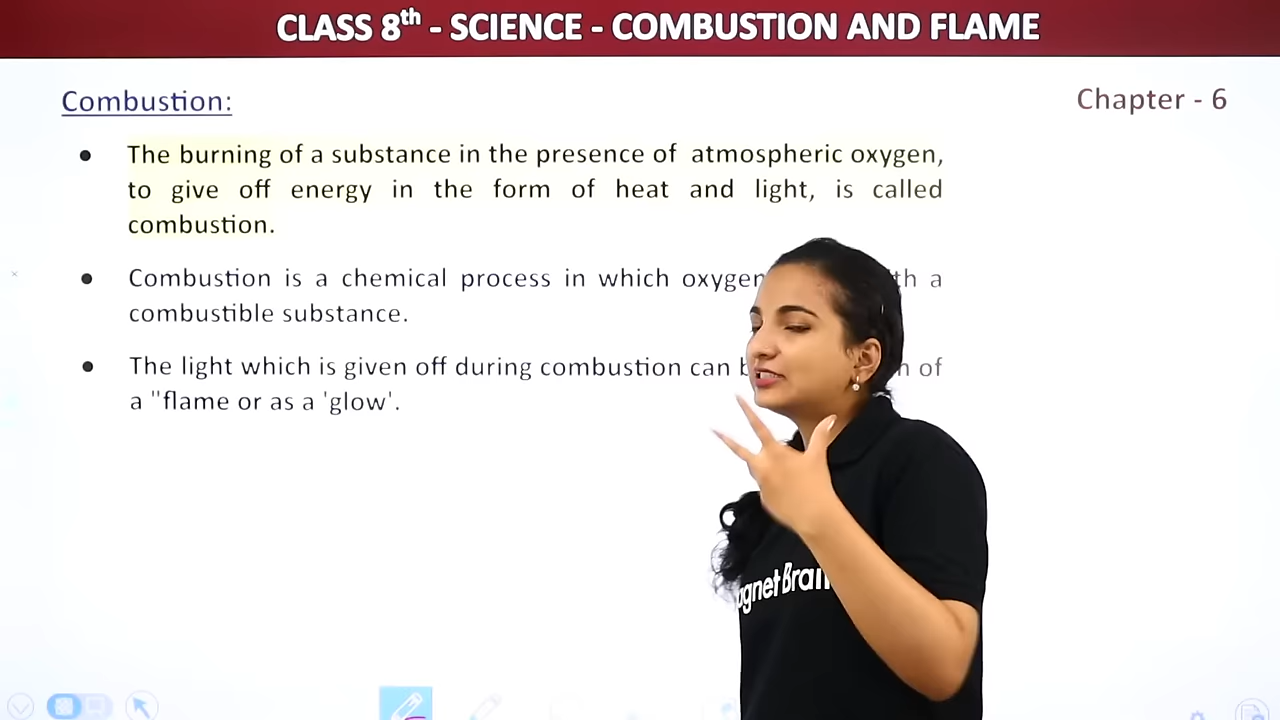 CLASS 8th - SCIENCE - COMBUSTION AND FLAME
Combustion:
Chapter - 6
The burning of a substance in the presence of atmospheric oxygen,
to give off energy in the form of heat and light, is called
combustion.
Combustion is a chemical process in which oxygen a
combustible substance.
The light which is given off during combustion can of
a "flame or as a 'glow'.